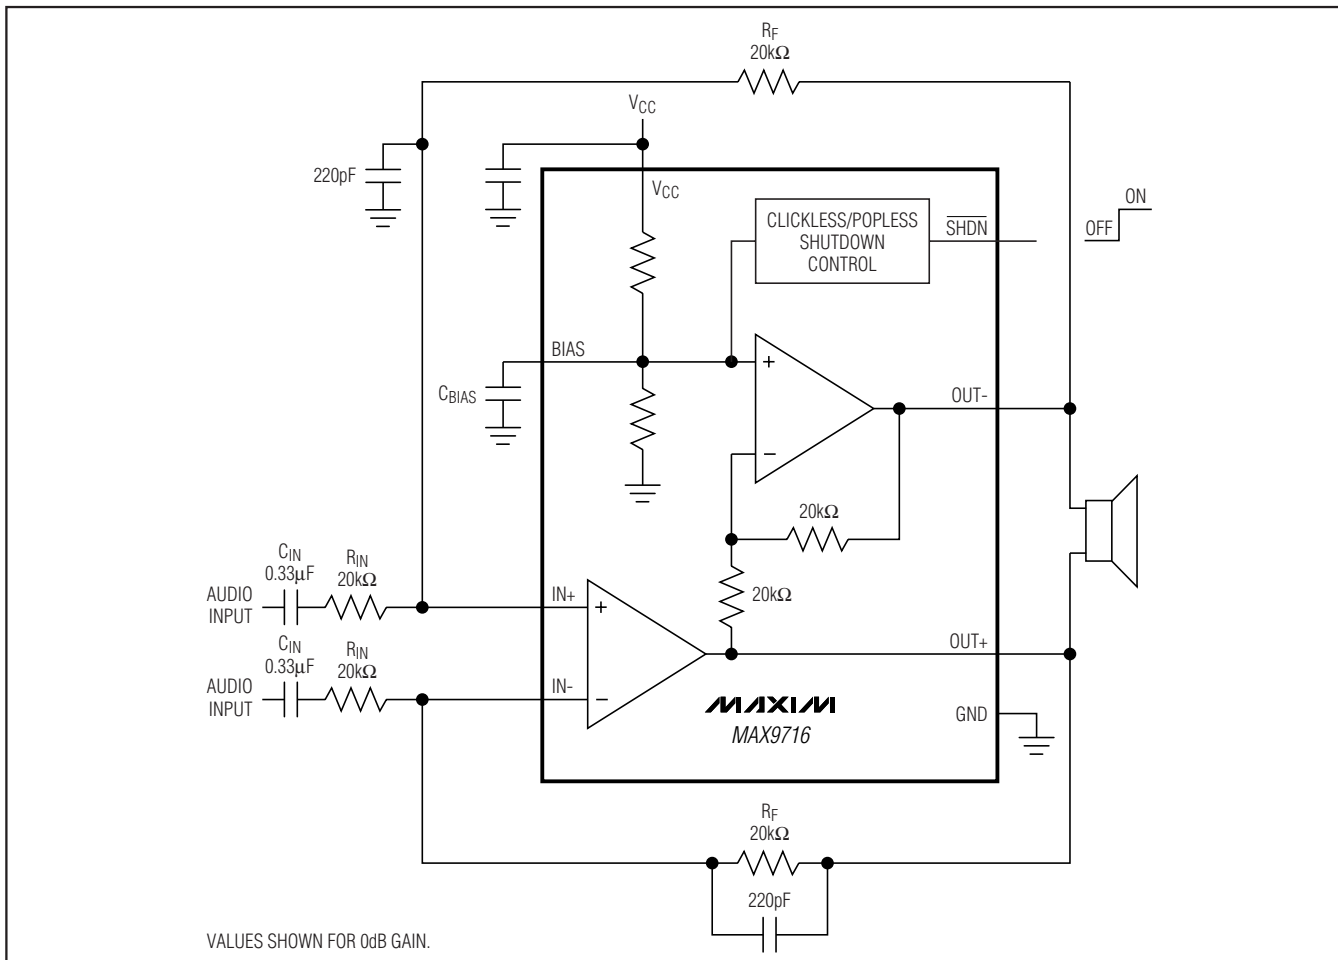 RF
20kΩ
VCC
220pF
VCC
CLICKLESS/POPLESS
SHUTDOWN
CONTROL
SHDN
ON
OFF
BIAS
CBIAS
+
−
OUT-
20kΩ
20kΩ
CIN
0.33μF
RIN
20kΩ
AUDIO
INPUT
IN+
+
CIN
0.33μF
RIN
20kΩ
AUDIO
INPUT
IN-
−
OUT+
MAXIM
MAX9716
GND
RF
20kΩ
220pF
VALUES SHOWN FOR 0dB GAIN.